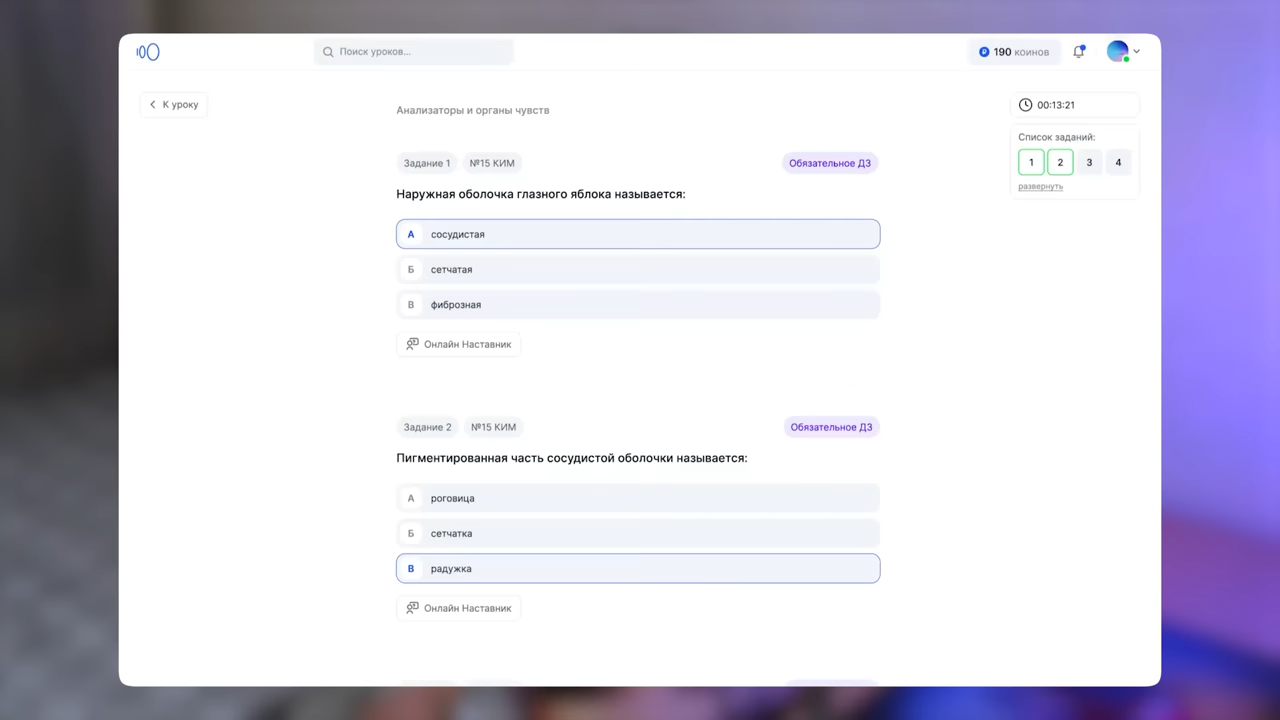 Поиск уроков...
190 коинов
К уроку
Анализаторы и органы чувств
00:13:21
Список заданий:
1 2 3 4
развернуть
Задание 1 №15 КИМ Обязательное ДЗ
Наружная оболочка глазного яблока называется:
А сосудистая
Б сетчатая
В фиброзная
Онлайн Наставник
Задание 2 №15 КИМ Обязательное ДЗ
Пигментированная часть сосудистой оболочки называется:
А роговица
Б сетчатка
В радужка
Онлайн Наставник